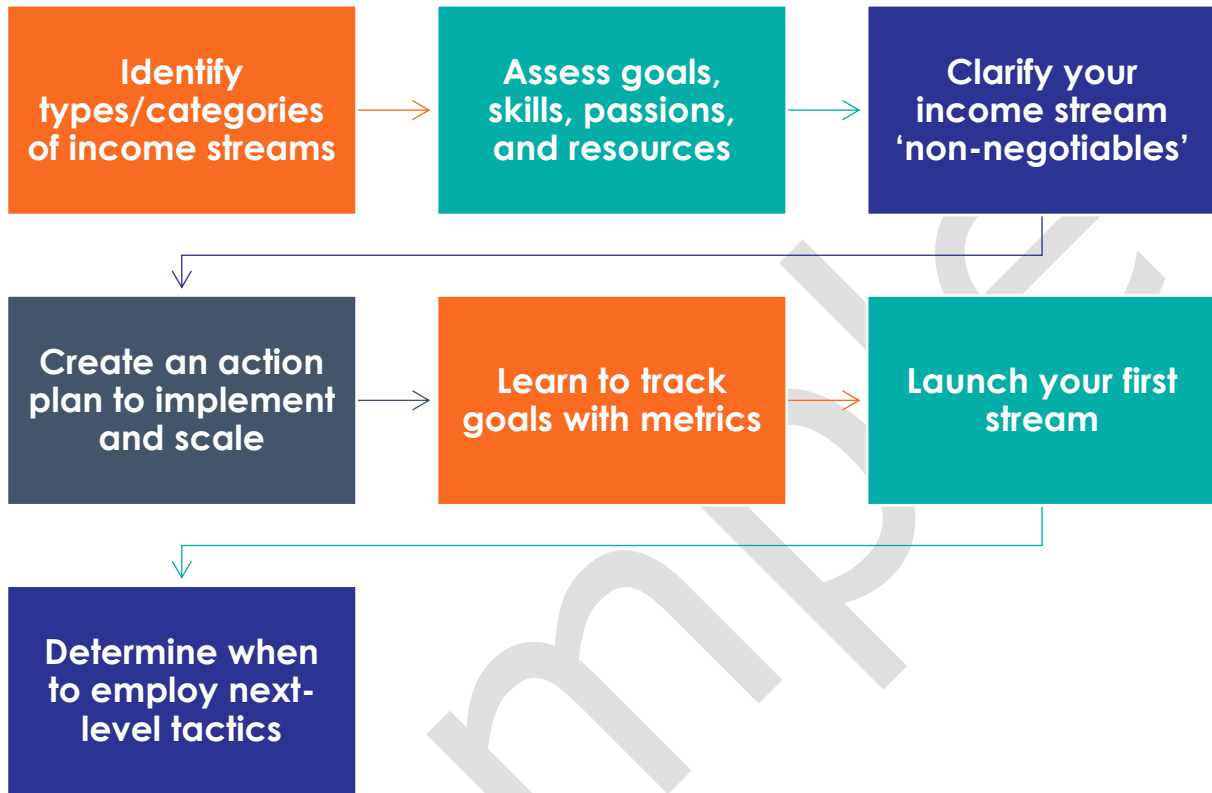 Identify
types/categories
of income streams
Assess goals,
skills, passions,
and resources
Clarify your
income stream
‘non-negotiables’
Create an action
plan to implement
and scale
Learn to track
goals with metrics
Launch your first
stream
Determine when
to employ next-
level tactics